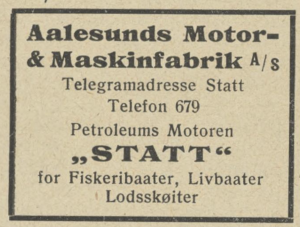 Aalesunds Motor-
& Maskinfabrik A/s
Telegramadresse Statt
Telefon 679
Petroleums Motoren
„STATT“
for Fiskeribaater, Livbaater
Lodsskøiter